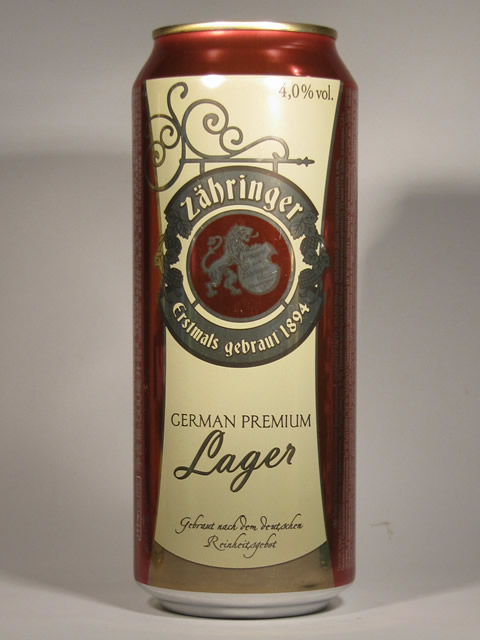 4,0% vol.
Zähringer
Erstmals gebraut 1894
GERMAN PREMIUM
Lager
Gebraut nach dem deutschen
Reinheitsgebot